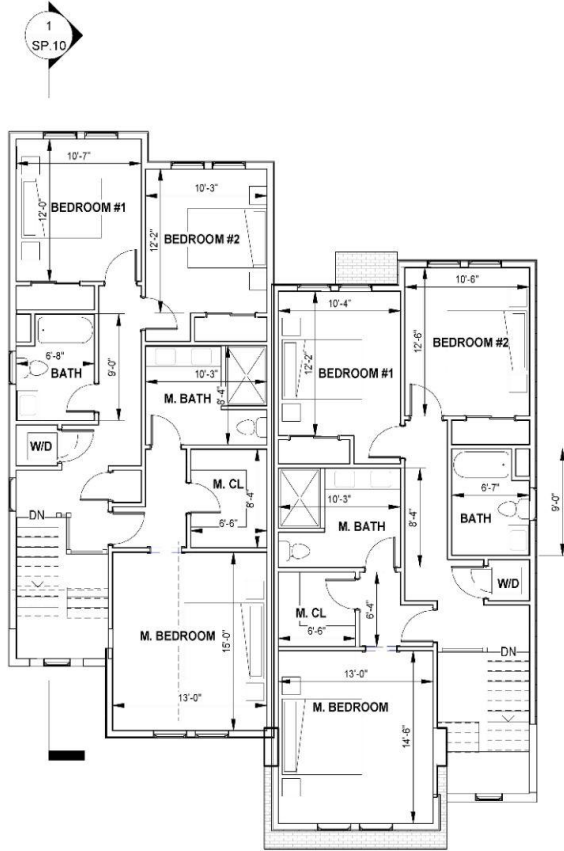 1
SP.10
10'-7"
12'-0"
BEDROOM #1
10'-3"
12'-2"
BEDROOM #2
6'-8"
BATH
9'-0"
10'-3"
8'-4"
M. BATH
W/D
M. CL
8'-4"
6'-6"
DN
M. BEDROOM
15'-0"
13'-0"
10'-4"
12'-2"
BEDROOM #1
10'-6"
12'-6"
BEDROOM #2
10'-3"
M. BATH
8'-4"
6'-7"
BATH
9'-0"
W/D
M. CL
6'-6"
6'-4"
DN
13'-0"
M. BEDROOM
14'-6"